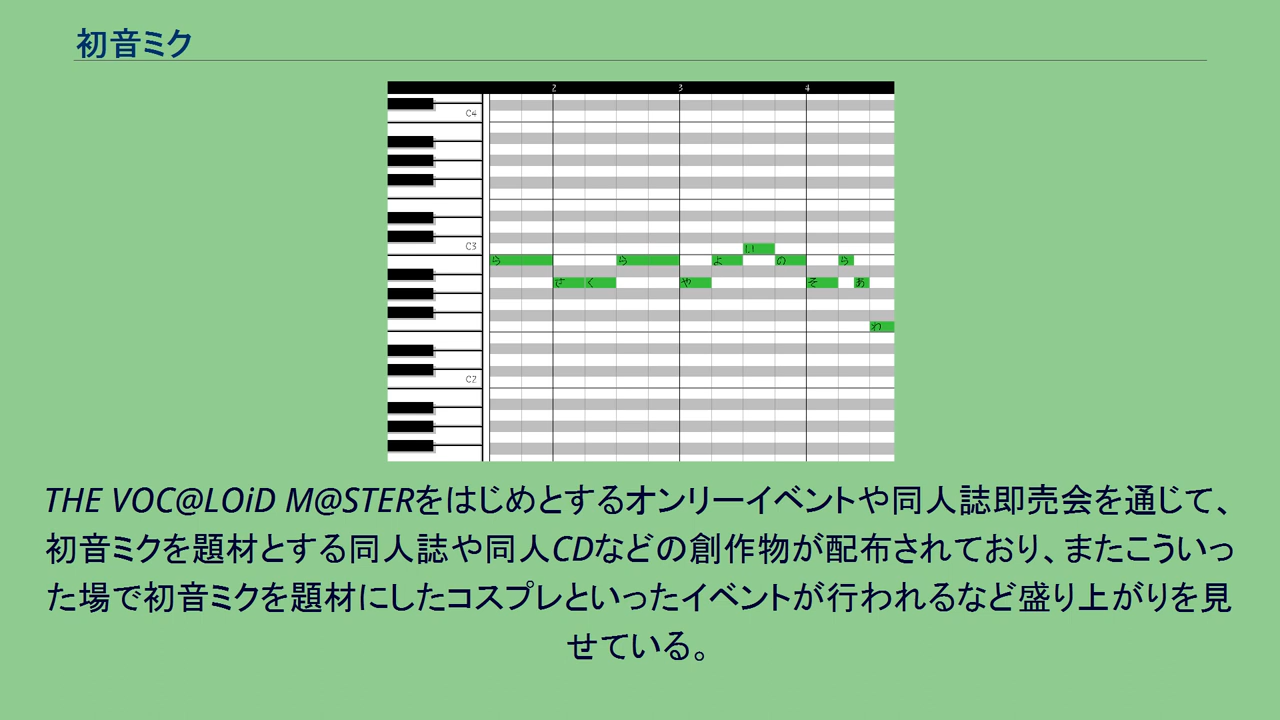 初音ミク
2 3 4
C4
C3
い
ら ら よ の ら
さ く や そ あ
わ
C2
THE VOC@LOiD M@STERをはじめとするオンリーイベントや同人誌即売会を通じて、
初音ミクを題材とする同人誌や同人CDなどの創作物が配布されており、またこういっ
た場で初音ミクを題材にしたコスプレといったイベントが行われるなど盛り上がりを見
せている。